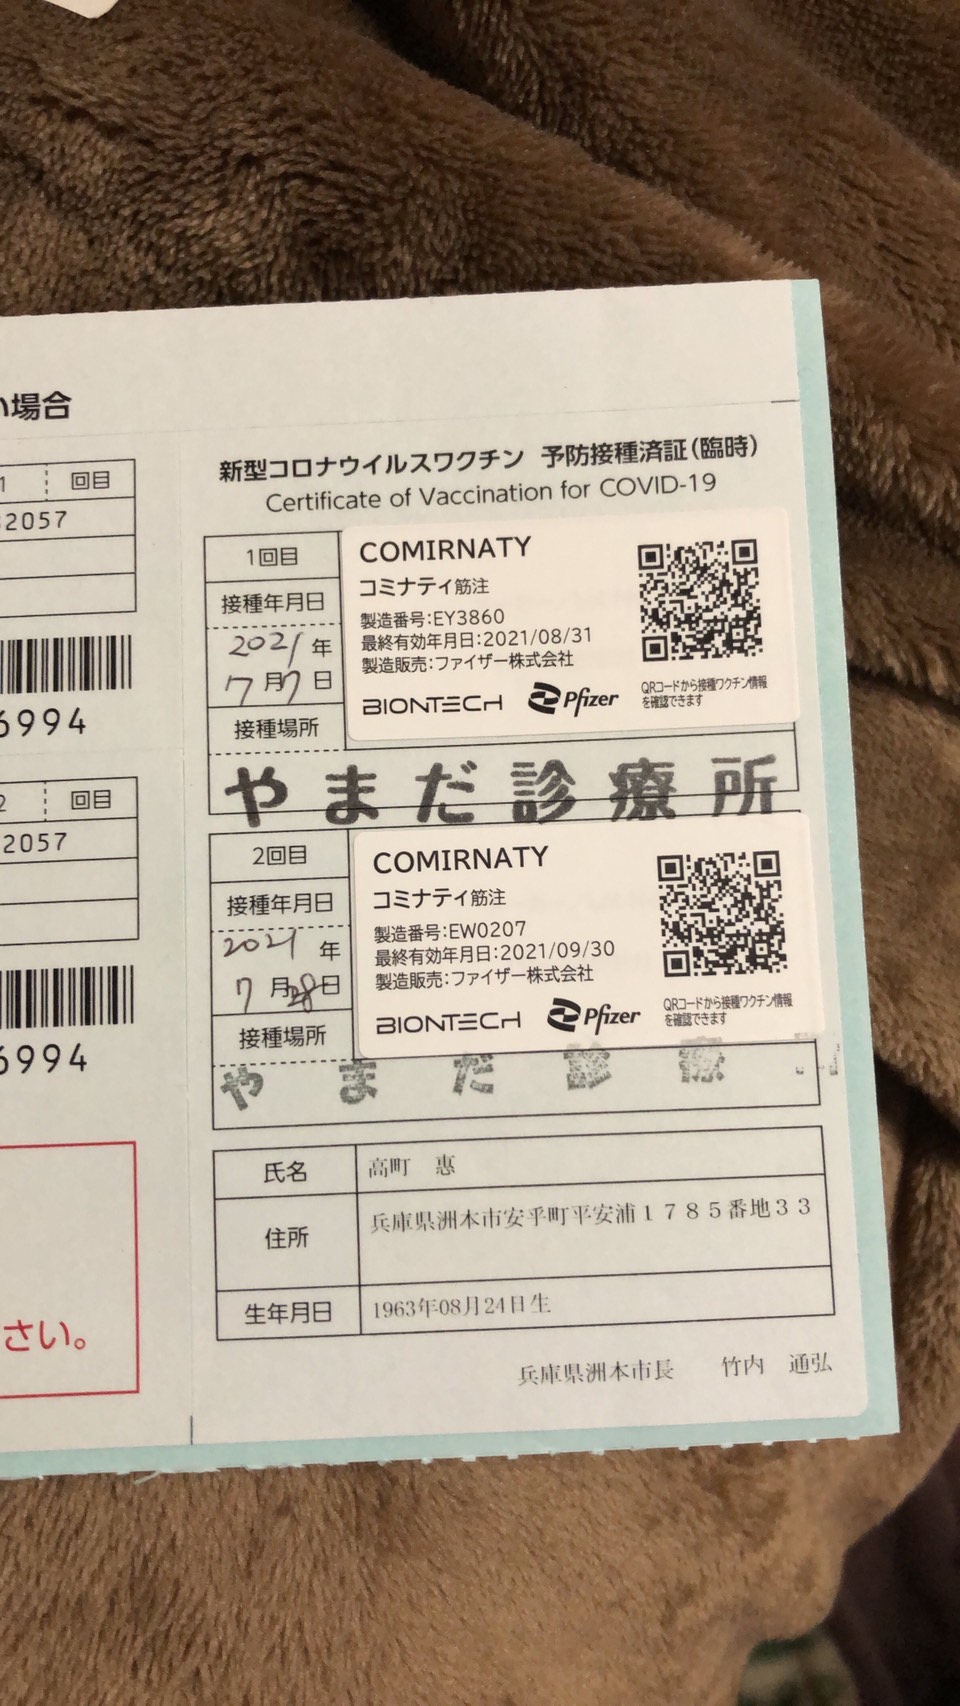 い場合
1 回目
2057
6994
2 回目
2057
6994
さい。
新型コロナウイルスワクチン 予防接種済証(臨時)
Certificate of Vaccination for COVID-19
1回目
接種年月日
2021年
7月7日
接種場所
COMIRNATY
コミナティ筋注
製造番号:EY3860
最終有効年月日:2021/08/31
製造販売:ファイザー株式会社
BIONTECH Pfizer
QRコードから接種ワクチン情報
を確認できます
やまだ診療所
2回目
接種年月日
2021年
7月28日
接種場所
COMIRNATY
コミナティ筋注
製造番号:EW0207
最終有効年月日:2021/09/30
製造販売:ファイザー株式会社
BIONTECH Pfizer
QRコードから接種ワクチン情報
を確認できます
やまだ診療
氏名 高町 惠
住所 兵庫県洲本市安乎町平安浦1785番地33
生年月日 1963年08月24日生
兵庫県洲本市長 竹内 通弘